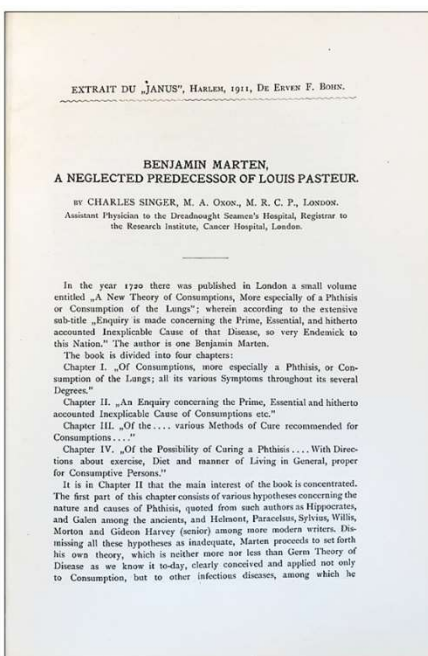 EXTRAIT DU „JANUS", HARLEM, 1911, DE ERVEN F. BOHN.
BENJAMIN MARTEN,
A NEGLECTED PREDECESSOR OF LOUIS PASTEUR.
BY CHARLES SINGER, M. A. OXON., M. R. C. P., LONDON.
Assistant Physician to the Dreadnought Seamen's Hospital, Registrar to
the Research Institute, Cancer Hospital, London.
In the year 1720 there was published in London a small volume
entitled „A New Theory of Consumptions, More especially of a Phthisis
or Consumption of the Lungs"; wherein according to the extensive
sub-title „Enquiry is made concerning the Prime, Essential, and hitherto
accounted Inexplicable Cause of that Disease, so very Endemick to
this Nation." The author is one Benjamin Marten.
The book is divided into four chapters:
Chapter I. „Of Consumptions, more especially a Phthisis, or Con-
sumption of the Lungs; all its various Symptoms throughout its several
Degrees."
Chapter II. „An Enquiry concerning the Prime, Essential and hitherto
accounted Inexplicable Cause of Consumptions etc."
Chapter III. „Of the.... various Methods of Cure recommended for
Consumptions...."
Chapter IV. „Of the Possibility of Curing a Phthisis.... With Direc-
tions about exercise, Diet and manner of Living in General, proper
for Consumptive Persons."
It is in Chapter II that the main interest of the book is concentrated.
The first part of this chapter consists of various hypotheses concerning the
nature and causes of Phthisis, quoted from such authors as Hippocrates,
and Galen among the ancients, and Helmont, Paracelsus, Sylvius, Willis,
Morton and Gideon Harvey (senior) among more modern writers. Dis-
missing all these hypotheses as inadequate, Marten proceeds to set forth
his own theory, which is neither more nor less than Germ Theory of
Disease as we know it to-day, clearly conceived and applied not only
to Consumption, but to other infectious diseases, among which he